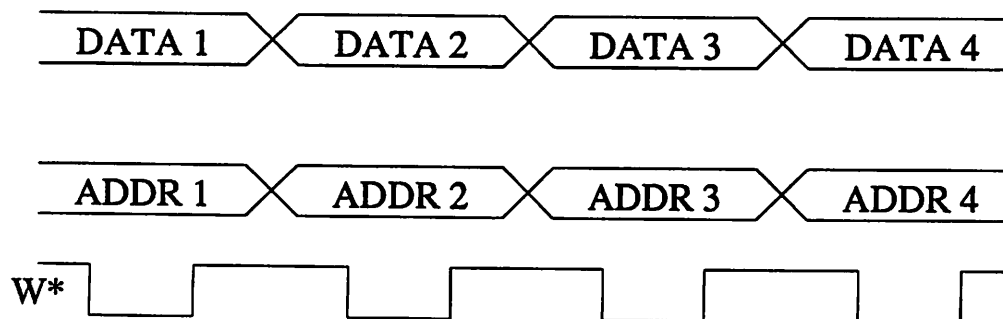 DATA 1 DATA 2 DATA 3 DATA 4
ADDR 1 ADDR 2 ADDR 3 ADDR 4
W*